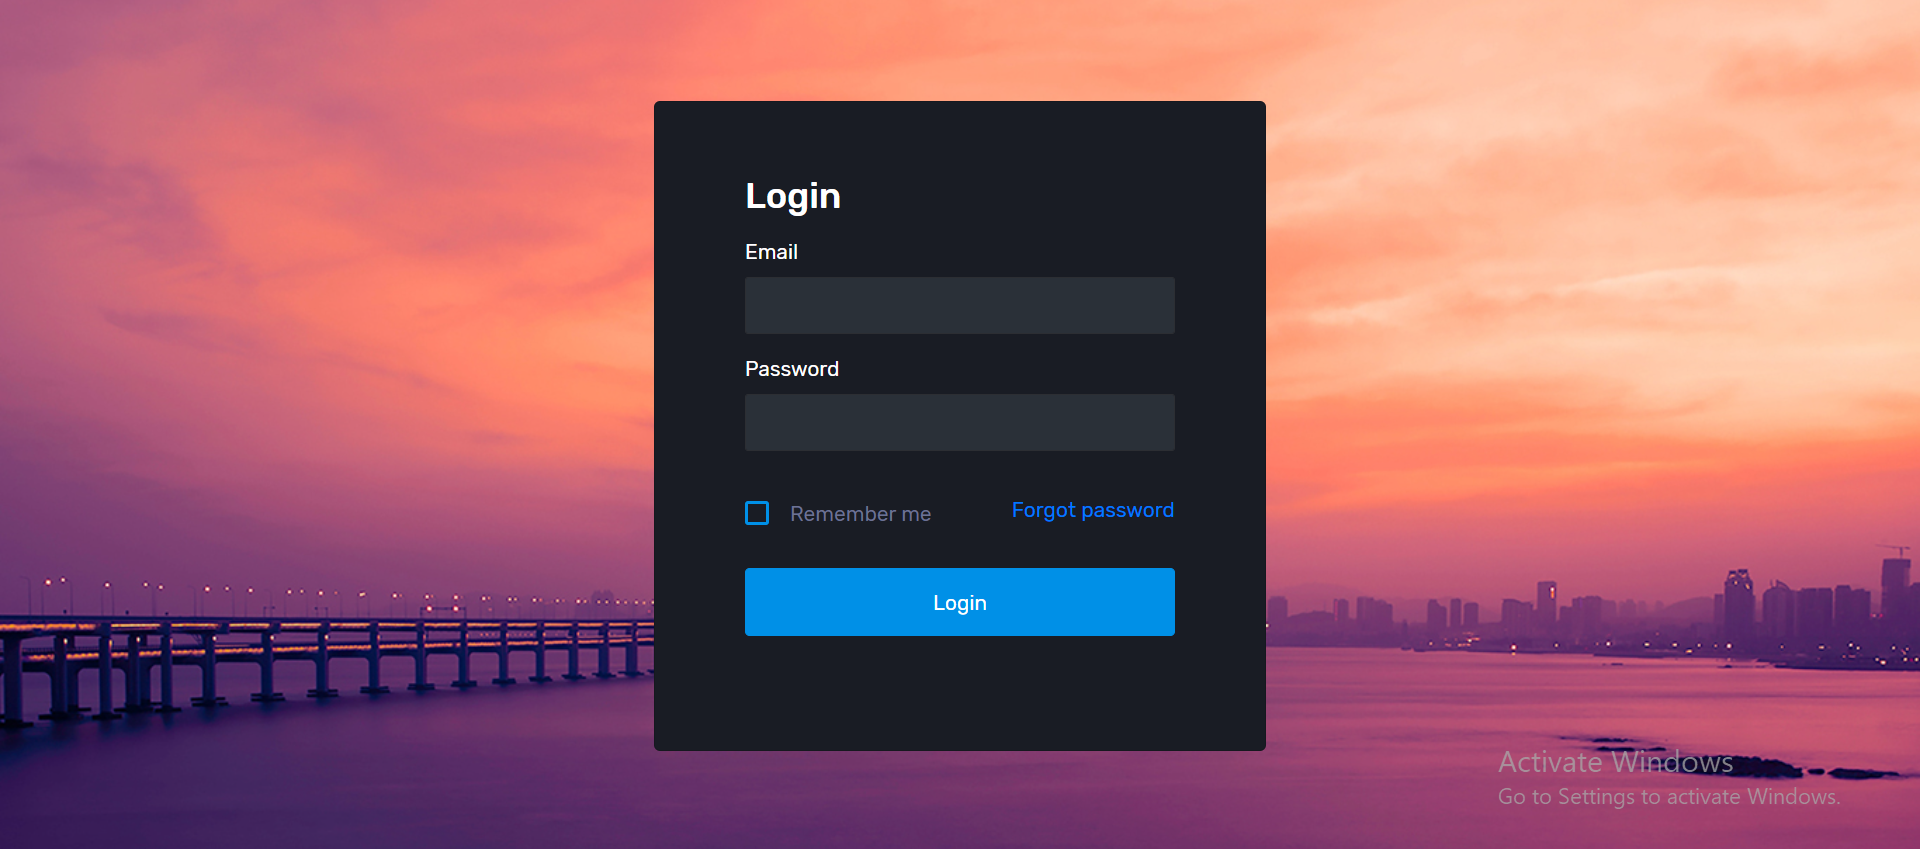 Login
Email
Password
Remember me
Forgot password
Login
Activate Windows
Go to Settings to activate Windows.